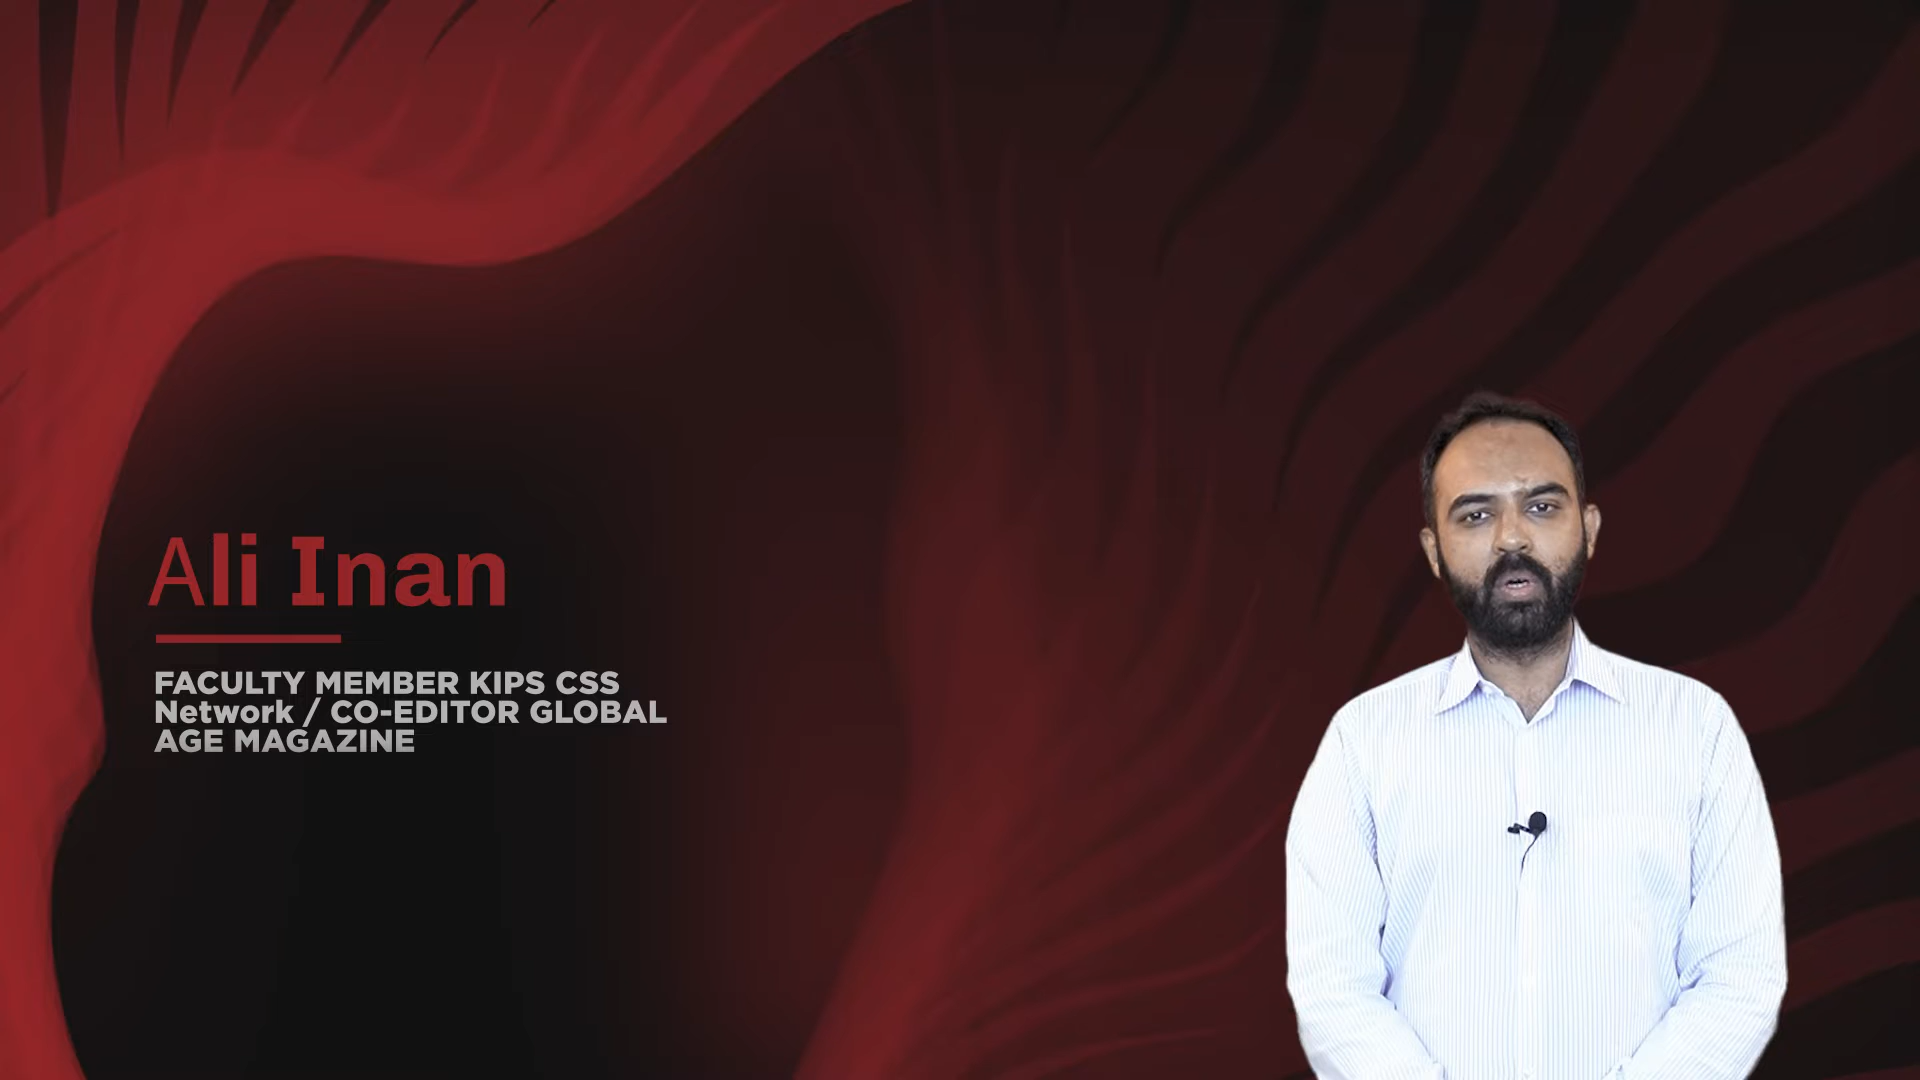 Ali Inan
FACULTY MEMBER KIPS CSS
Network / CO-EDITOR GLOBAL
AGE MAGAZINE